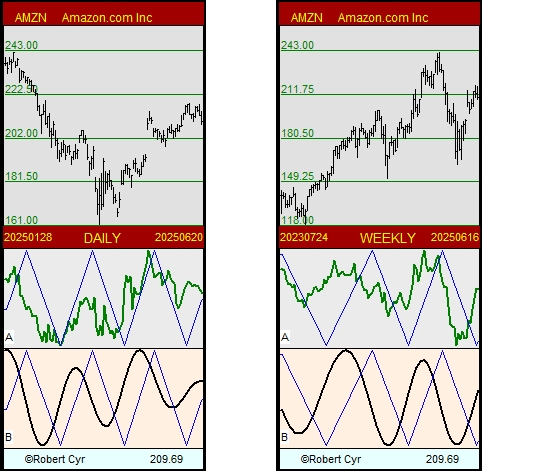 AMZN Amazon.com Inc
243.00
222.50
202.00
181.50
161.00
20250128 DAILY 20250620
A
B
©Robert Cyr 209.69
AMZN Amazon.com Inc
243.00
211.75
180.50
149.25
118.00
20230724 WEEKLY 20250616
A
B
©Robert Cyr 209.69